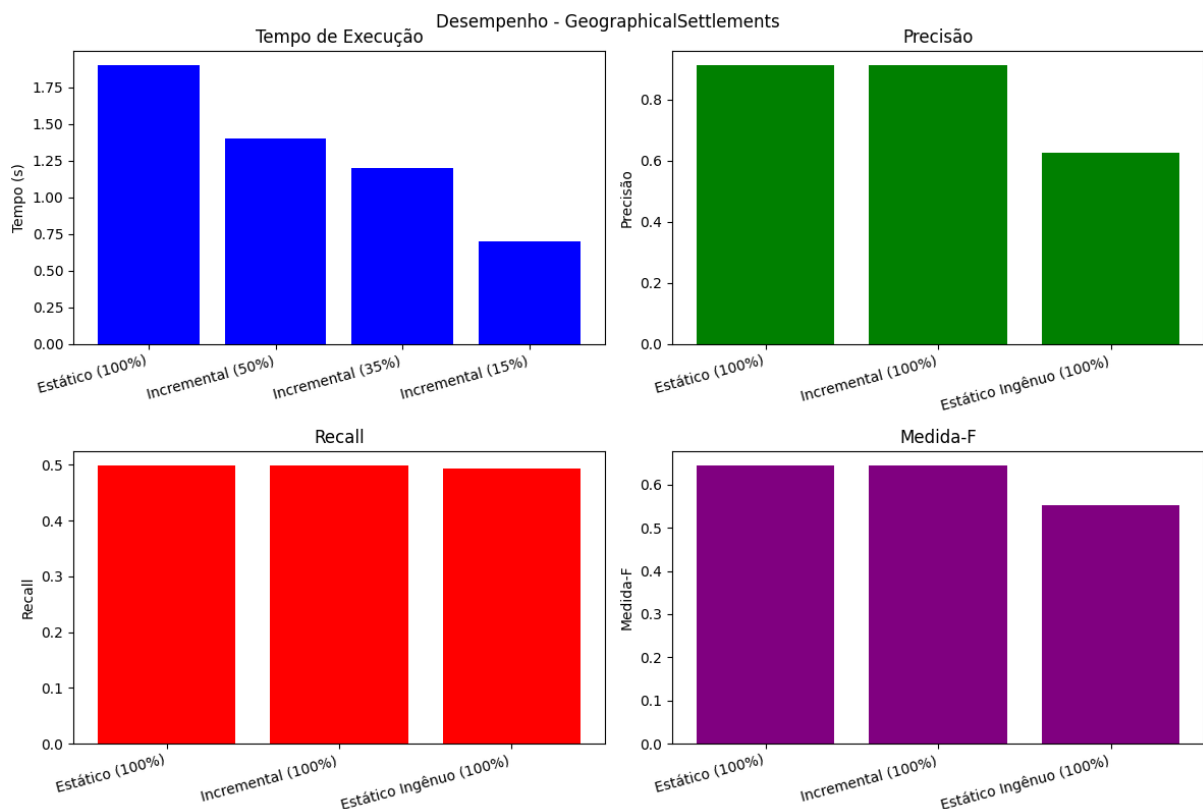 Desempenho - GeographicalSettlements
Tempo de Execução
Tempo (s)
1.75
1.50
1.25
1.00
0.75
0.50
0.25
0.00
Estático (100%)
Incremental (50%)
Incremental (35%)
Incremental (15%)
Precisão
Precisão
0.8
0.6
0.4
0.2
0.0
Estático (100%)
Incremental (100%)
Estático Ingênuo (100%)
Recall
Recall
0.5
0.4
0.3
0.2
0.1
0.0
Estático (100%)
Incremental (100%)
Estático Ingênuo (100%)
Medida-F
Medida-F
0.6
0.5
0.4
0.3
0.2
0.1
0.0
Estático (100%)
Incremental (100%)
Estático Ingênuo (100%)